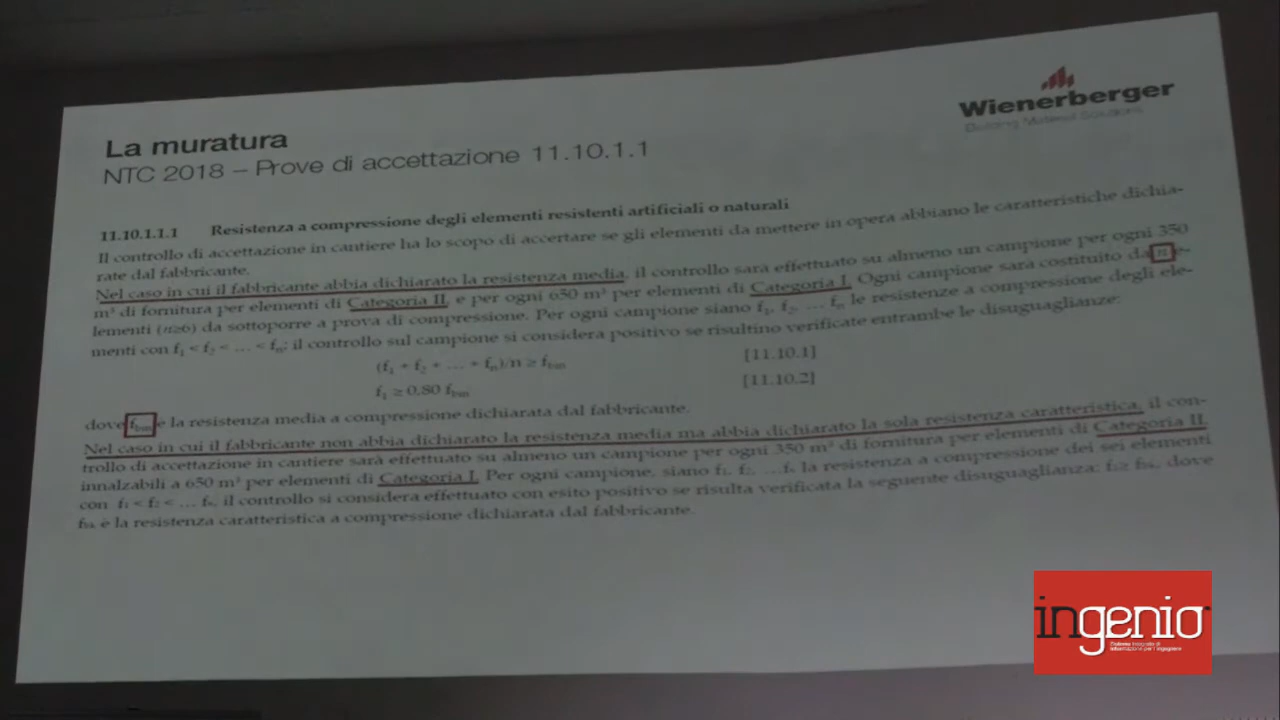 Wienerberger
Building Material Solutions
La muratura
NTC 2018 – Prove di accettazione 11.10.1.1
11.10.1.1.1 Resistenza a compressione degli elementi resistenti artificiali o naturali
Il controllo di accettazione in cantiere ha lo scopo di accertare se gli elementi da mettere in opera abbiano le caratteristiche dichia-
rate dal fabbricante.
Nel caso in cui il fabbricante abbia dichiarato la resistenza media, il controllo sarà effettuato su almeno un campione per ogni 350
m³ di fornitura per elementi di Categoria II, e per ogni 650 m³ per elementi di Categoria I. Ogni campione sarà costituito da n e-
lementi (n≥6) da sottoporre a prova di compressione. Per ogni campione siano f₁, f₂, … fₙ le resistenze a compressione degli ele-
menti con f₁ < f₂ < … < fₙ; il controllo sul campione si considera positivo se risultino verificate entrambe le disuguaglianze:
(f₁ + f₂ + … + fₙ)/n ≥ fbm [11.10.1]
f₁ ≥ 0.80 fbm [11.10.2]
dove fbm è la resistenza media a compressione dichiarata dal fabbricante.
Nel caso in cui il fabbricante non abbia dichiarato la resistenza media ma abbia dichiarato la sola resistenza caratteristica, il con-
trollo di accettazione in cantiere sarà effettuato su almeno un campione per ogni 350 m³ di fornitura per elementi di Categoria II,
innalzabili a 650 m³ per elementi di Categoria I. Per ogni campione, siano f₁, f₂, …f₆ la resistenza a compressione dei sei elementi
con f₁ < f₂ < … f₆, il controllo si considera effettuato con esito positivo se risulta verificata la seguente disuguaglianza: f₁≥ fbk, dove
fbk è la resistenza caratteristica a compressione dichiarata dal fabbricante.
ingenio